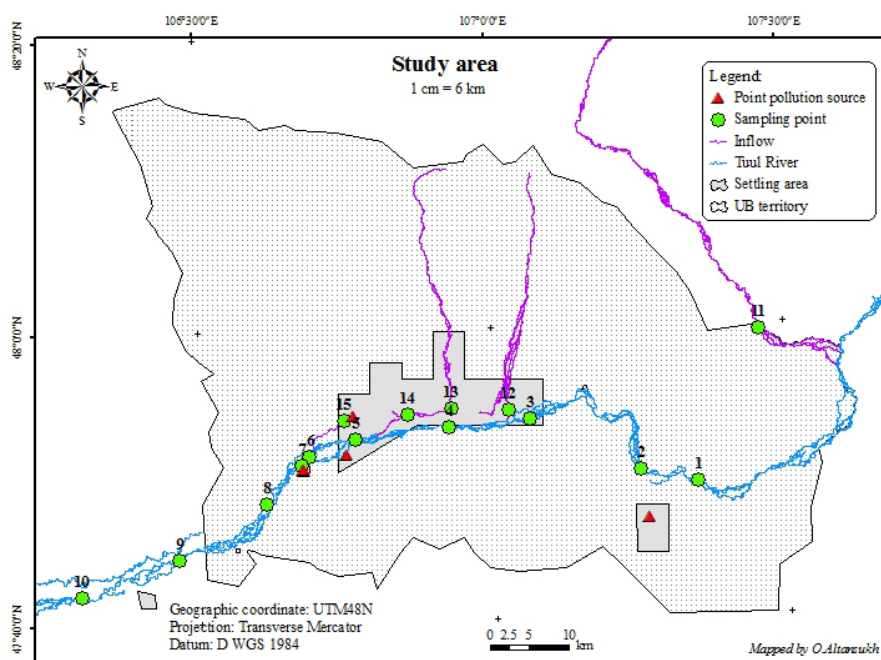 106°30'0"E
107°0'0"E
107°30'0"E
48°20'0"N
48°0'0"N
47°40'0"N
N
W
E
S
Study area
1 cm = 6 km
Legend:
Point pollution source
Sampling point
Inflow
Tuul River
Settling area
UB territory
11
12
13
14
15
3
4
5
6
7
2
1
8
9
10
Geographic coordinate: UTM48N
Projection: Transverse Mercator
Datum: D WGS 1984
0 2.5 5 10
km
Mapped by O.Altansukh